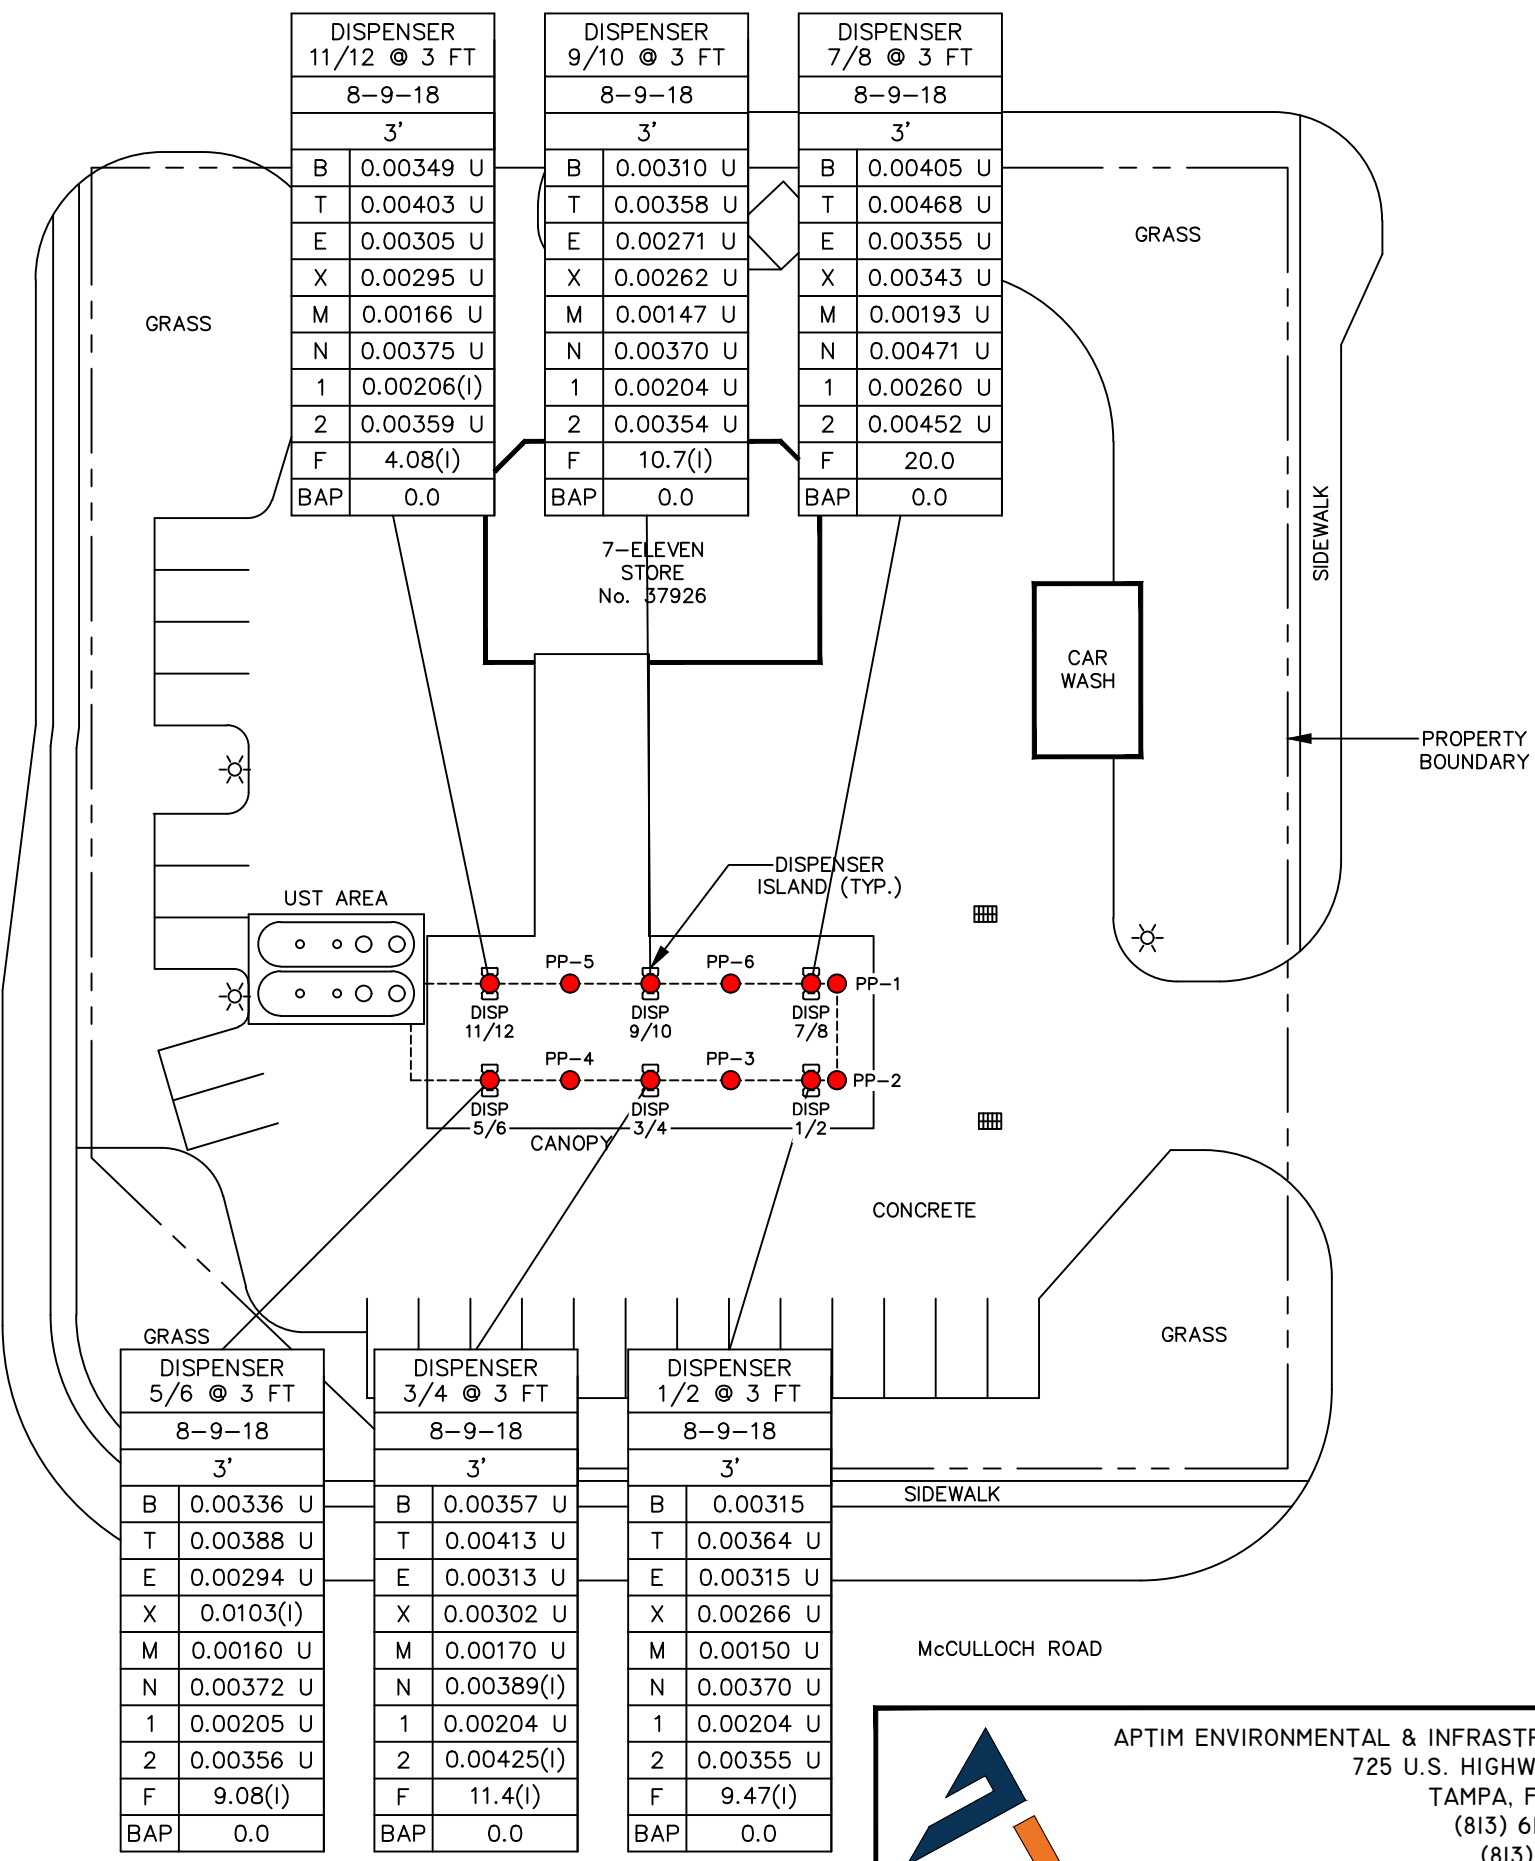 DISPENSER
11/12 @ 3 FT
8-9-18
3'
B 0.00349 U
T 0.00403 U
E 0.00305 U
X 0.00295 U
M 0.00166 U
N 0.00375 U
1 0.00206(I)
2 0.00359 U
F 4.08(I)
BAP 0.0
DISPENSER
9/10 @ 3 FT
8-9-18
3'
B 0.00310 U
T 0.00358 U
E 0.00271 U
X 0.00262 U
M 0.00147 U
N 0.00370 U
1 0.00204 U
2 0.00354 U
F 10.7(I)
BAP 0.0
DISPENSER
7/8 @ 3 FT
8-9-18
3'
B 0.00405 U
T 0.00468 U
E 0.00355 U
X 0.00343 U
M 0.00193 U
N 0.00471 U
1 0.00260 U
2 0.00452 U
F 20.0
BAP 0.0
GRASS
GRASS
SIDEWALK
7-ELEVEN
STORE
No. 37926
CAR
WASH
PROPERTY
BOUNDARY
DISPENSER
ISLAND (TYP.)
UST AREA
PP-5
PP-6
PP-1
DISP
11/12
DISP
9/10
DISP
7/8
PP-4
PP-3
PP-2
DISP
5/6
DISP
3/4
DISP
1/2
CANOPY
CONCRETE
GRASS
GRASS
DISPENSER
5/6 @ 3 FT
8-9-18
3'
B 0.00336 U
T 0.00388 U
E 0.00294 U
X 0.0103(I)
M 0.00160 U
N 0.00372 U
1 0.00205 U
2 0.00356 U
F 9.08(I)
BAP 0.0
DISPENSER
3/4 @ 3 FT
8-9-18
3'
B 0.00357 U
T 0.00413 U
E 0.00313 U
X 0.00302 U
M 0.00170 U
N 0.00389(I)
1 0.00204 U
2 0.00425(I)
F 11.4(I)
BAP 0.0
DISPENSER
1/2 @ 3 FT
8-9-18
3'
B 0.00315
T 0.00364 U
E 0.00315 U
X 0.00266 U
M 0.00150 U
N 0.00370 U
1 0.00204 U
2 0.00355 U
F 9.47(I)
BAP 0.0
SIDEWALK
McCULLOCH ROAD
APTIM ENVIRONMENTAL & INFRASTR
725 U.S. HIGHW
TAMPA, F
(813) 61
(813)